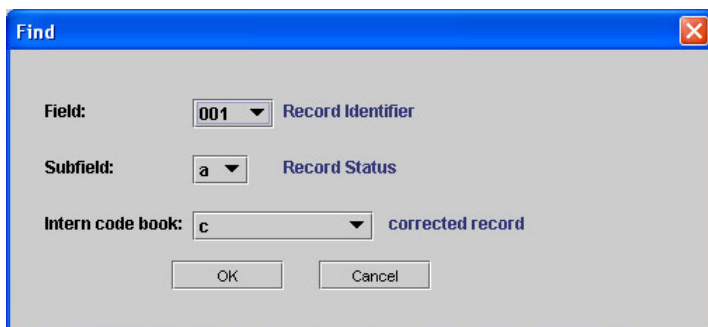 Find
Field: 001 Record Identifier
Subfield: a Record Status
Intern code book: c corrected record
OK Cancel